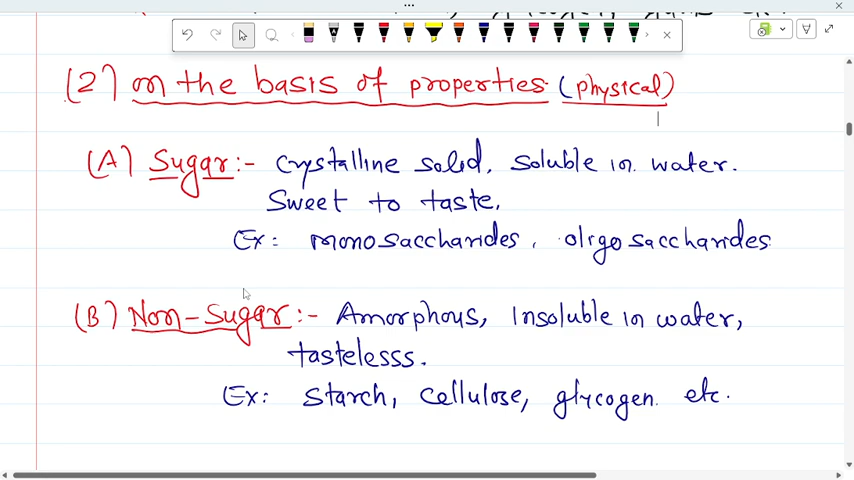 (2) on the basis of properties (physical)
(A) Sugar :- Crystalline solid, soluble in water.
Sweet to taste.
Ex: monosaccharides, oligosaccharides
(B) Non-Sugar :- Amorphous, Insoluble in water,
tastelesss.
Ex: Starch, cellulose, glycogen etc.